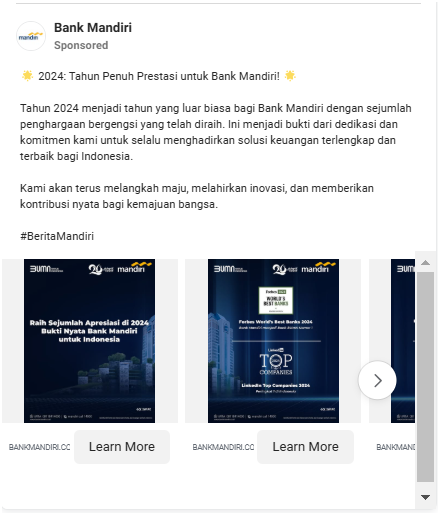 Bank Mandiri
mandiri
Sponsored
🌟 2024: Tahun Penuh Prestasi untuk Bank Mandiri! 🌟
Tahun 2024 menjadi tahun yang luar biasa bagi Bank Mandiri dengan sejumlah
penghargaan bergengsi yang telah diraih. Ini menjadi bukti dari dedikasi dan
komitmen kami untuk selalu menghadirkan solusi keuangan terlengkap dan
terbaik bagi Indonesia.
Kami akan terus melangkah maju, melahirkan inovasi, dan memberikan
kontribusi nyata bagi kemajuan bangsa.
#BeritaMandiri
BUMN mandiri
Raih Sejumlah Apresiasi di 2024
Bukti Nyata Bank Mandiri
untuk Indonesia
BANKMANDIRI.CO
Learn More
BUMN mandiri
Forbes 2024
WORLD'S
BEST BANKS
Forbes World's Best Banks 2024
LinkedIn
TOP
COMPANIES
LinkedIn Top Companies 2024
BANKMANDIRI.CO
Learn More
BUMN
BANKMAND